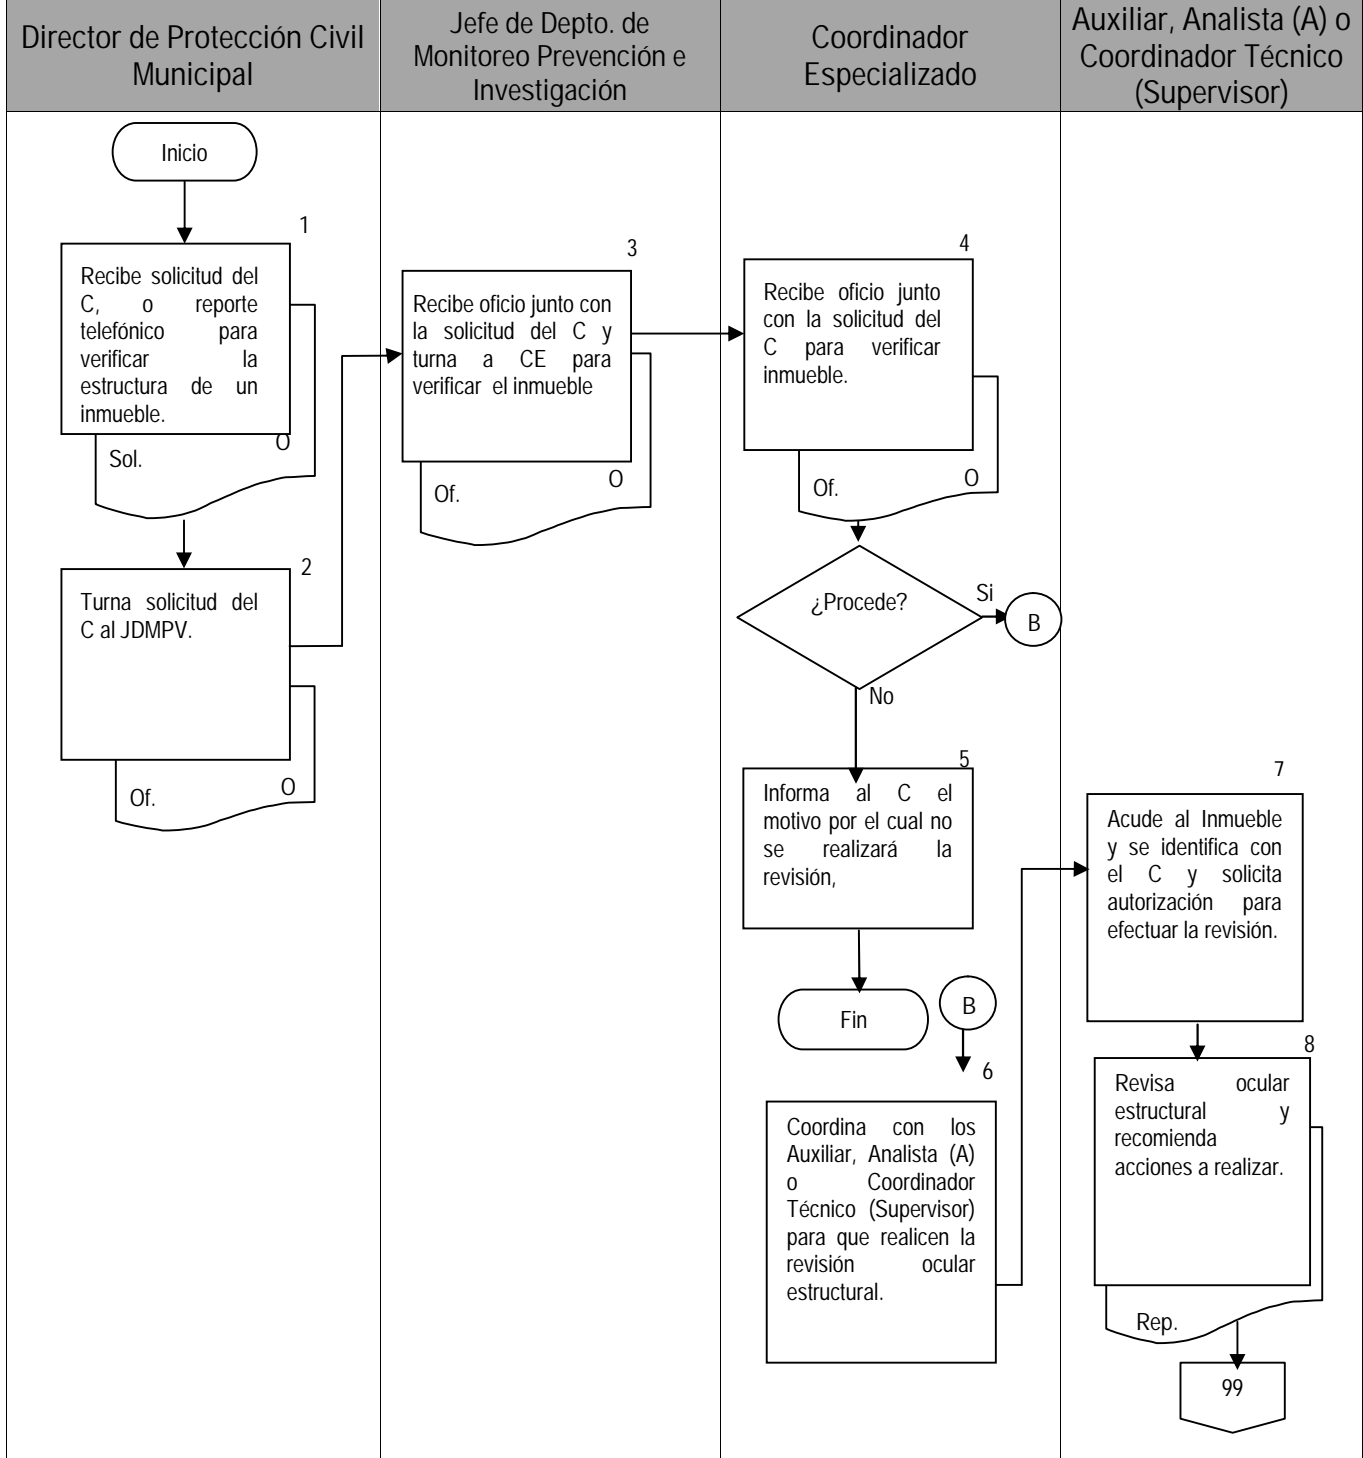 Director de Protección Civil
Municipal
Jefe de Depto. de
Monitoreo Prevención e
Investigación
Coordinador
Especializado
Auxiliar, Analista (A) o
Coordinador Técnico
(Supervisor)
Inicio
1
Recibe solicitud del
C, o reporte
telefónico para
verificar la
estructura de un
inmueble.
O
Sol.
2
Turna solicitud del
C al JDMPV.
Of.
O
3
Recibe oficio junto con
la solicitud del C y
turna a CE para
verificar el inmueble
Of.
O
4
Recibe oficio junto
con la solicitud del
C para verificar
inmueble.
Of.
O
¿Procede?
Si
B
No
5
Informa al C el
motivo por el cual no
se realizará la
revisión,
Fin
B
6
Coordina con los
Auxiliar, Analista (A)
o Coordinador
Técnico (Supervisor)
para que realicen la
revisión ocular
estructural.
7
Acude al Inmueble
y se identifica con
el C y solicita
autorización para
efectuar la revisión.
8
Revisa ocular
estructural y
recomienda
acciones a realizar.
Rep.
99